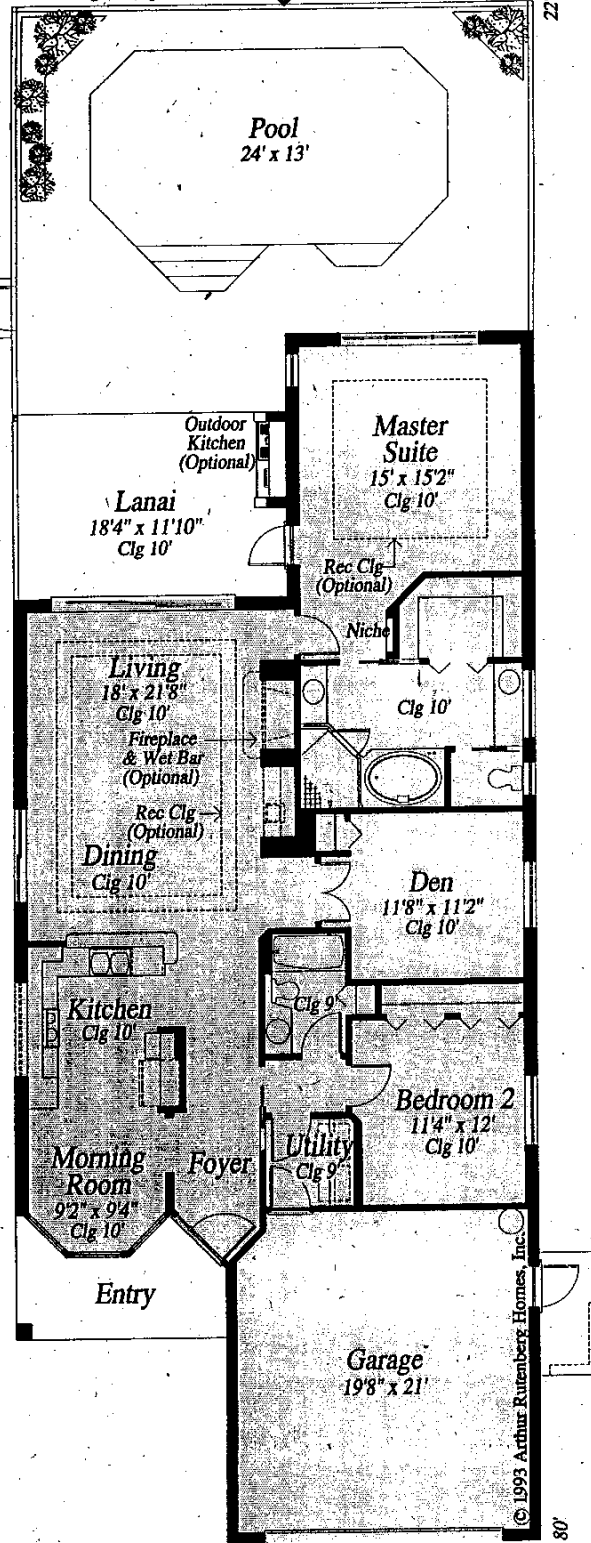 22
Pool
24' x 13'
Outdoor
Kitchen
(Optional)
Master
Suite
15' x 15'2"
Clg 10'
Lanai
18'4" x 11'10"
Clg 10'
Rec Clg
(Optional)
Niche
Living
18' x 21'8"
Clg 10'
Clg 10'
Fireplace
& Wet Bar
(Optional)
Rec Clg
(Optional)
Dining
Clg 10'
Den
11'8" x 11'2"
Clg 10'
Kitchen
Clg 10'
Clg 9'
Bedroom 2
11'4" x 12'
Clg 10'
Utility
Clg 9'
Morning
Room
9'2" x 9'4"
Clg 10'
Foyer
Entry
Garage
19'8" x 21'
© 1993 Arthur Rutenberg Homes, Inc.
80'